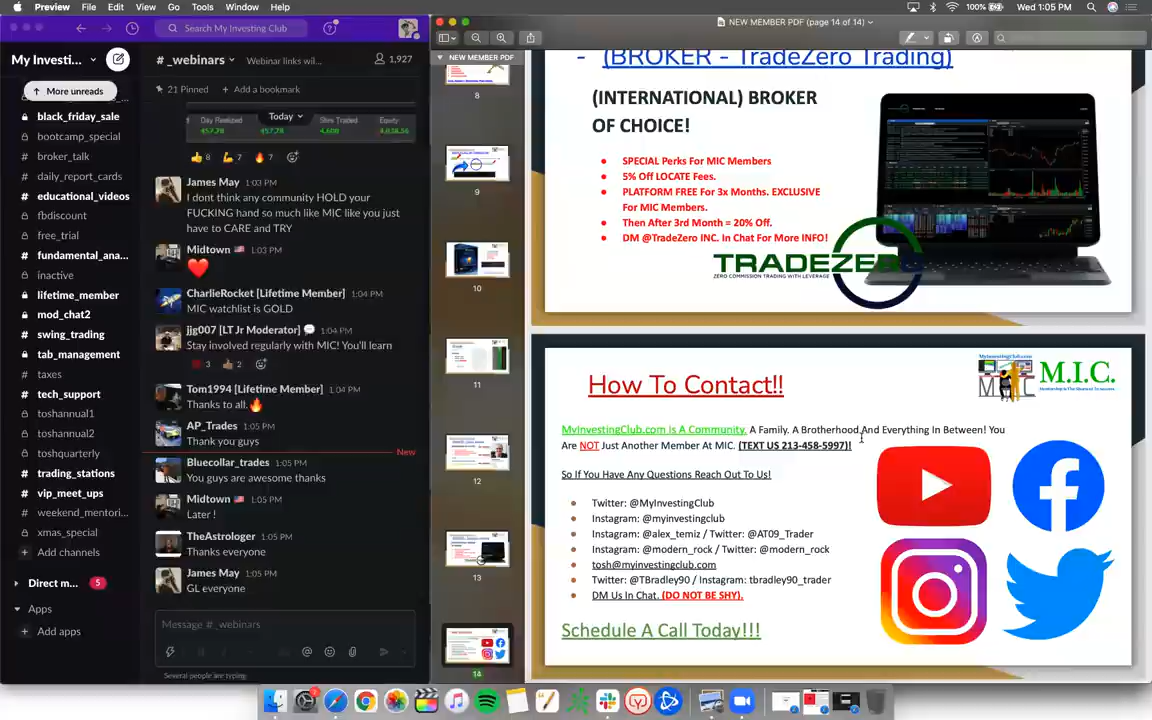 Preview File Edit View Go Tools Window Help
100% Wed 1:05 PM
Search My Investing Club
My Investi...
More unreads
black_friday_sale
bootcamp_special
broker_talk
daily_report_cards
educational_videos
fbdiscount
free_trial
fundamental_ana...
inactive
lifetime_member
mod_chat2
swing_trading
tab_management
taxes
tech_support
toshannual1
toshannual2
toshquarterly
trading_stations
vip_meet_ups
weekend_mentori...
xmas_special
Add channels
Direct m... 5
Apps
Add apps
# _webinars
Webinar links wil...
1,927
21 Pinned
Add a bookmark
Today
Day Realized
Equity
8 7 7
James May 1:03 PM
I dont think any community HOLD your
FUCKING hand so much like MIC like you just
have to CARE and TRY
Midtown 1:03 PM
CharlieRocket [Lifetime Member] 1:04 PM
MIC watchlist is GOLD
jjg007 [LT Jr Moderator] 1:04 PM
Stay involved regularly with MIC! You'll learn
3 2
Tom1994 [Lifetime Member] 1:04 PM
Thanks to all.
AP_Trades 1:05 PM
Thank you guys
New
Bluecollar_trades 1:05 PM
You guys are awesome thanks
Midtown 1:05 PM
Later !
TheAstrologer 1:05 PM
Thanks everyone
James May 1:05 PM
GL everyone
Message # _webinars
Several people are typing
NEW MEMBER PDF (page 14 of 14)
NEW MEMBER PDF
8
9
10
11
12
13
14
- (BROKER - TradeZero Trading)
(INTERNATIONAL) BROKER
OF CHOICE!
SPECIAL Perks For MIC Members
5% Off LOCATE Fees.
PLATFORM FREE For 3x Months. EXCLUSIVE
For MIC Members.
Then After 3rd Month = 20% Off.
DM @TradeZero INC. In Chat For More INFO!
TRADEZERO
ZERO COMMISSION TRADING WITH LEVERAGE
How To Contact!!
MyInvestingClub.com
M.I.C.
MyInvestingClub.com Is A Community. A Family. A Brotherhood And Everything In Between! You
Are NOT Just Another Member At MIC. (TEXT US 213-458-5997)!
So If You Have Any Questions Reach Out To Us!
Twitter: @MyInvestingClub
Instagram: @myinvestingclub
Instagram: @alex_temiz / Twitter: @AT09_Trader
Instagram: @modern_rock / Twitter: @modern_rock
tosh@myinvestingclub.com
Twitter: @TBradley90 / Instagram: tbradley90_trader
DM Us In Chat. (DO NOT BE SHY).
Schedule A Call Today!!!